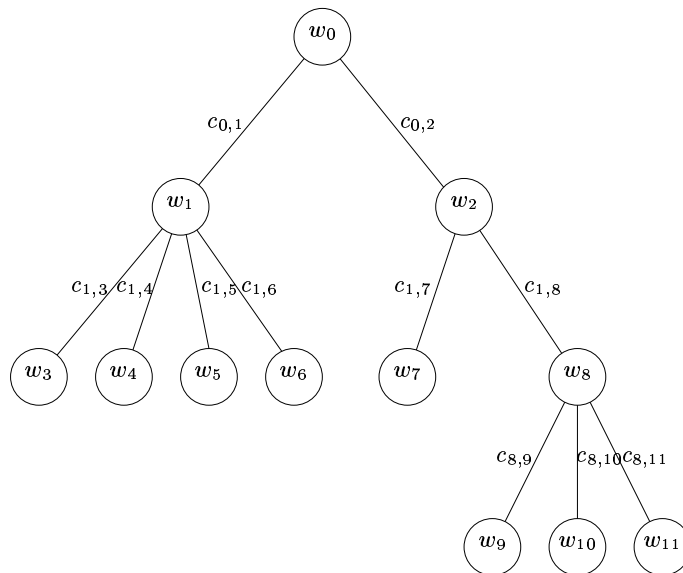 w₀
c₀,₁ c₀,₂
w₁ w₂
c₁,₃ c₁,₄ c₁,₅ c₁,₆ c₁,₇ c₁,₈
w₃ w₄ w₅ w₆ w₇ w₈
c₈,₉ c₈,₁₀ c₈,₁₁
w₉ w₁₀ w₁₁